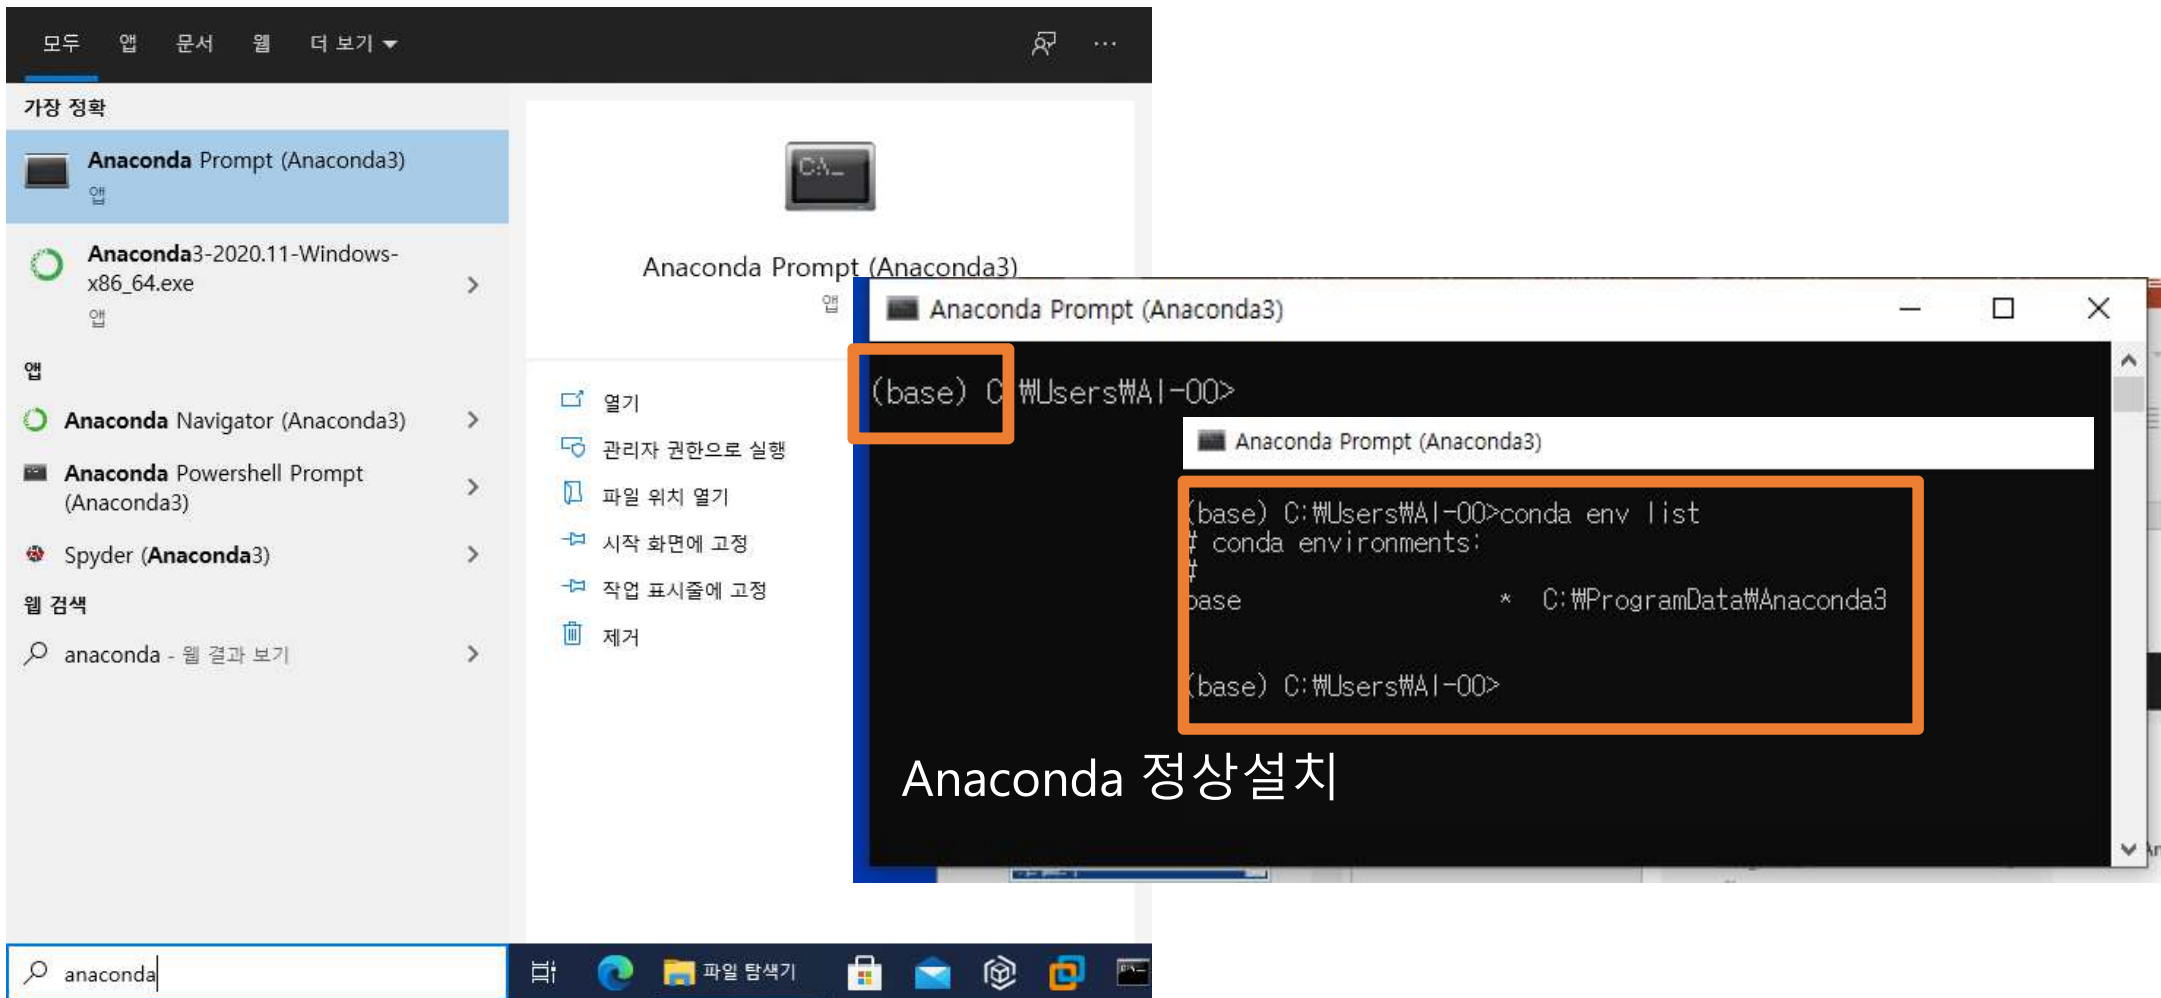 모두 앱 문서 웹 더 보기
가장 정확
Anaconda Prompt (Anaconda3)
앱
Anaconda3-2020.11-Windows-
x86_64.exe
앱
앱
Anaconda Navigator (Anaconda3)
Anaconda Powershell Prompt
(Anaconda3)
Spyder (Anaconda3)
웹 검색
anaconda - 웹 결과 보기
anaconda
C:\_
Anaconda Prompt (Anaconda3)
앱
열기
관리자 권한으로 실행
파일 위치 열기
시작 화면에 고정
작업 표시줄에 고정
제거
파일 탐색기
Anaconda Prompt (Anaconda3)
(base) C:₩Users₩AI-00>
Anaconda Prompt (Anaconda3)
(base) C:₩Users₩AI-00>conda env list
# conda environments:
#
base * C:₩ProgramData₩Anaconda3
(base) C:₩Users₩AI-00>
Anaconda 정상설치